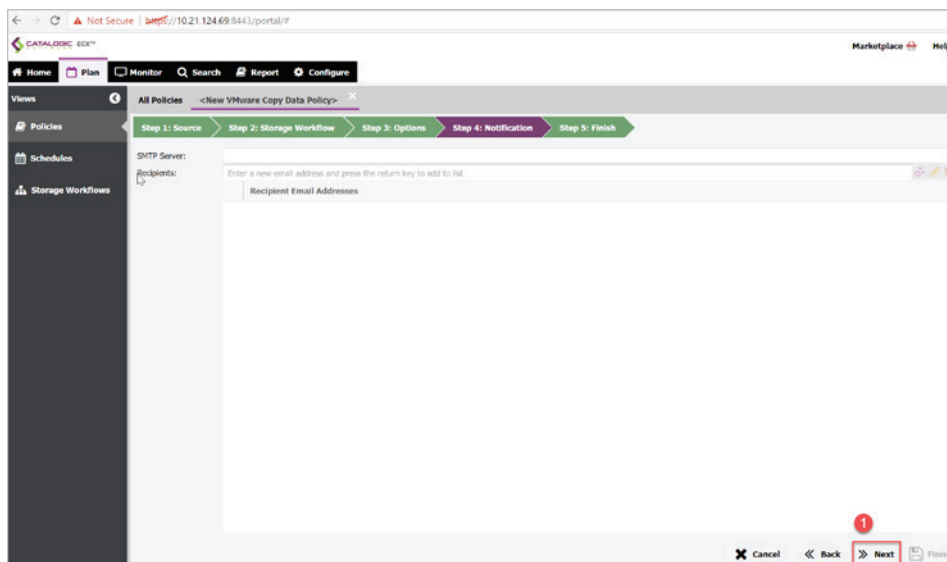 Not Secure | https://10.21.124.69:8443/portal/#
CATALOGIC ECX™
Marketplace Help
Home Plan Monitor Search Report Configure
Views All Policies <New VMware Copy Data Policy>
Policies Step 1: Source Step 2: Storage Workflow Step 3: Options Step 4: Notification Step 5: Finish
Schedules SMTP Server:
Recipients: Enter a new email address and press the return key to add to list
Storage Workflows Recipient Email Addresses
1
Cancel Back Next Finis